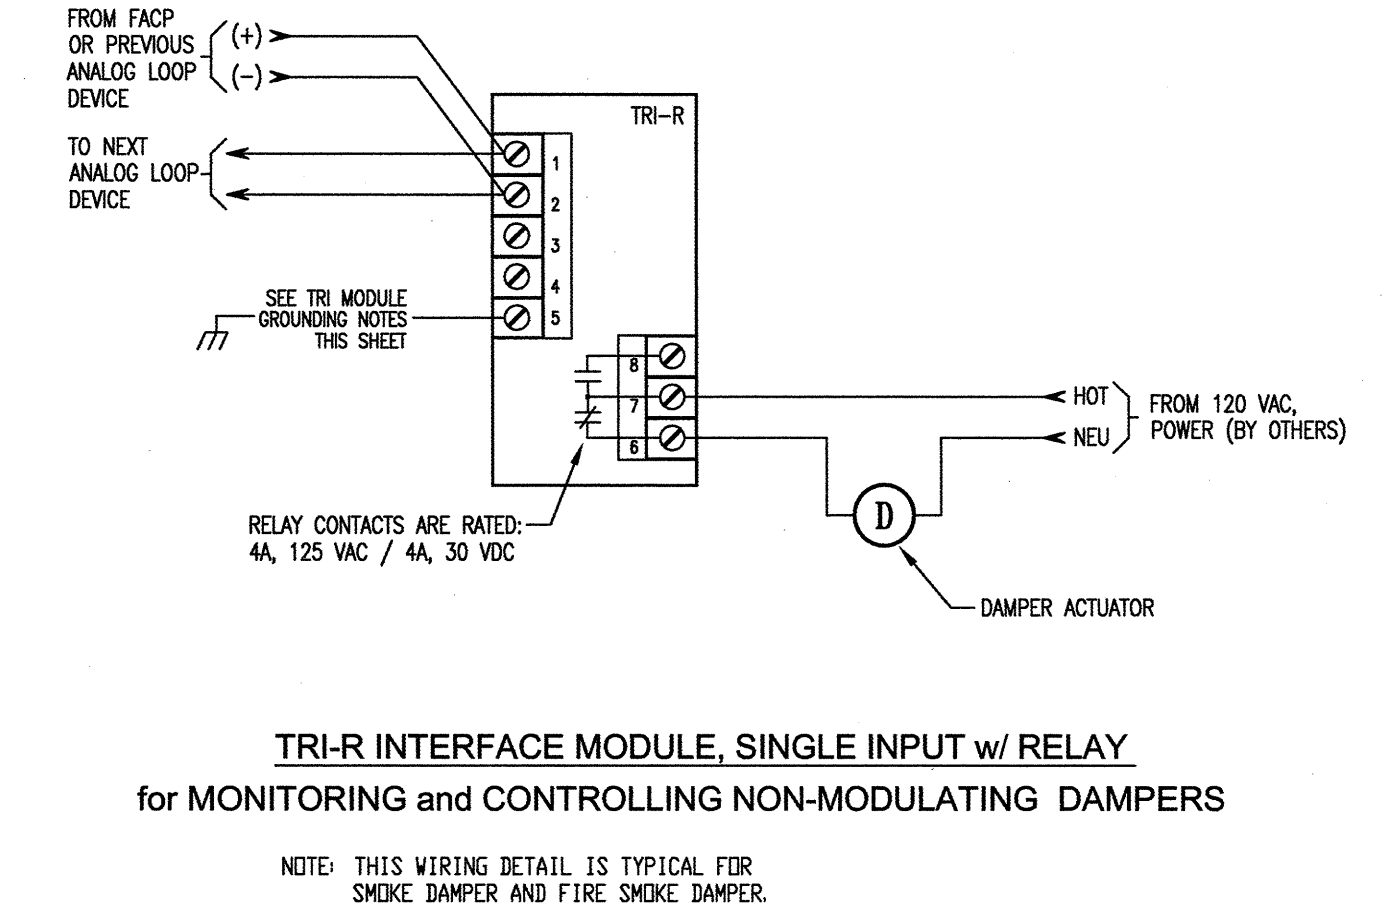 FROM FACP
OR PREVIOUS
ANALOG LOOP
DEVICE
(+)
(-)
TO NEXT
ANALOG LOOP
DEVICE
TRI-R
1
2
3
4
5
SEE TRI MODULE
GROUNDING NOTES
THIS SHEET
8
7
6
HOT
NEU
FROM 120 VAC,
POWER (BY OTHERS)
RELAY CONTACTS ARE RATED:
4A, 125 VAC / 4A, 30 VDC
D
DAMPER ACTUATOR
TRI-R INTERFACE MODULE, SINGLE INPUT w/ RELAY
for MONITORING and CONTROLLING NON-MODULATING DAMPERS
NOTE: THIS WIRING DETAIL IS TYPICAL FOR
SMOKE DAMPER AND FIRE SMOKE DAMPER.